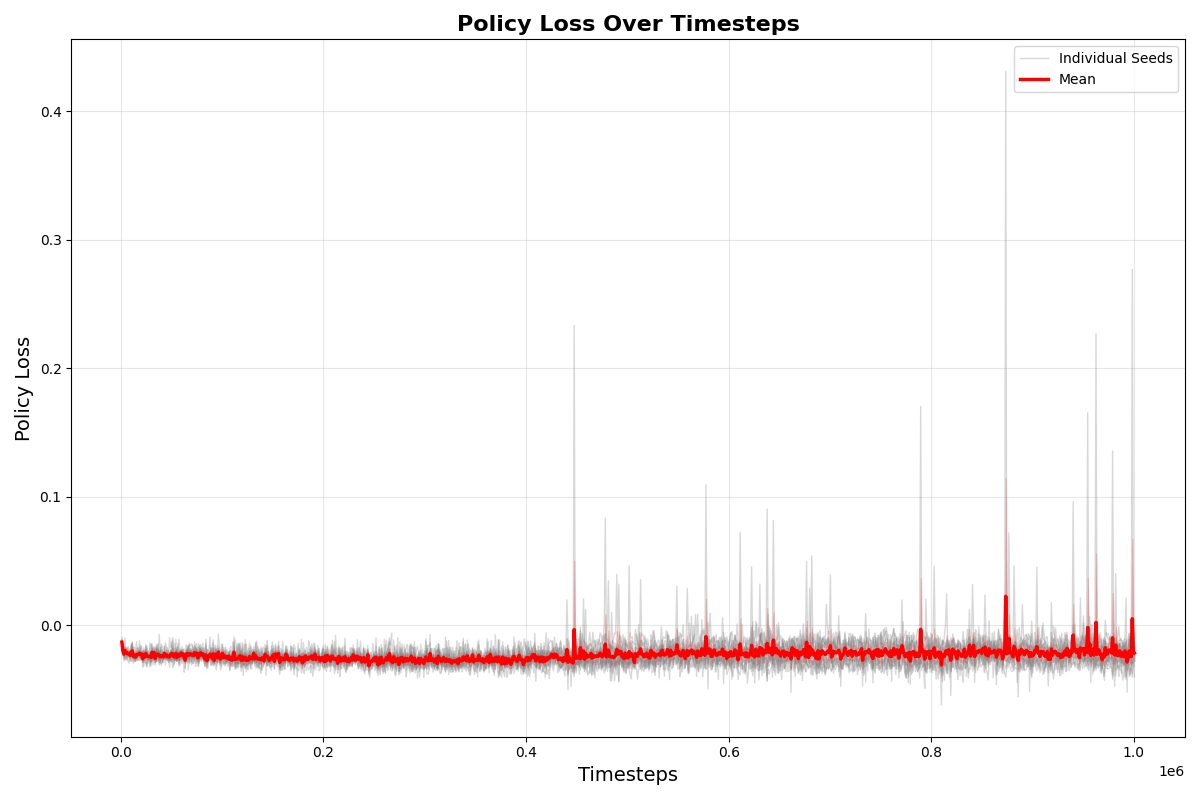 Policy Loss Over Timesteps
Individual Seeds
Mean
Policy Loss
0.4
0.3
0.2
0.1
0.0
0.0 0.2 0.4 0.6 0.8 1.0
1e6
Timesteps